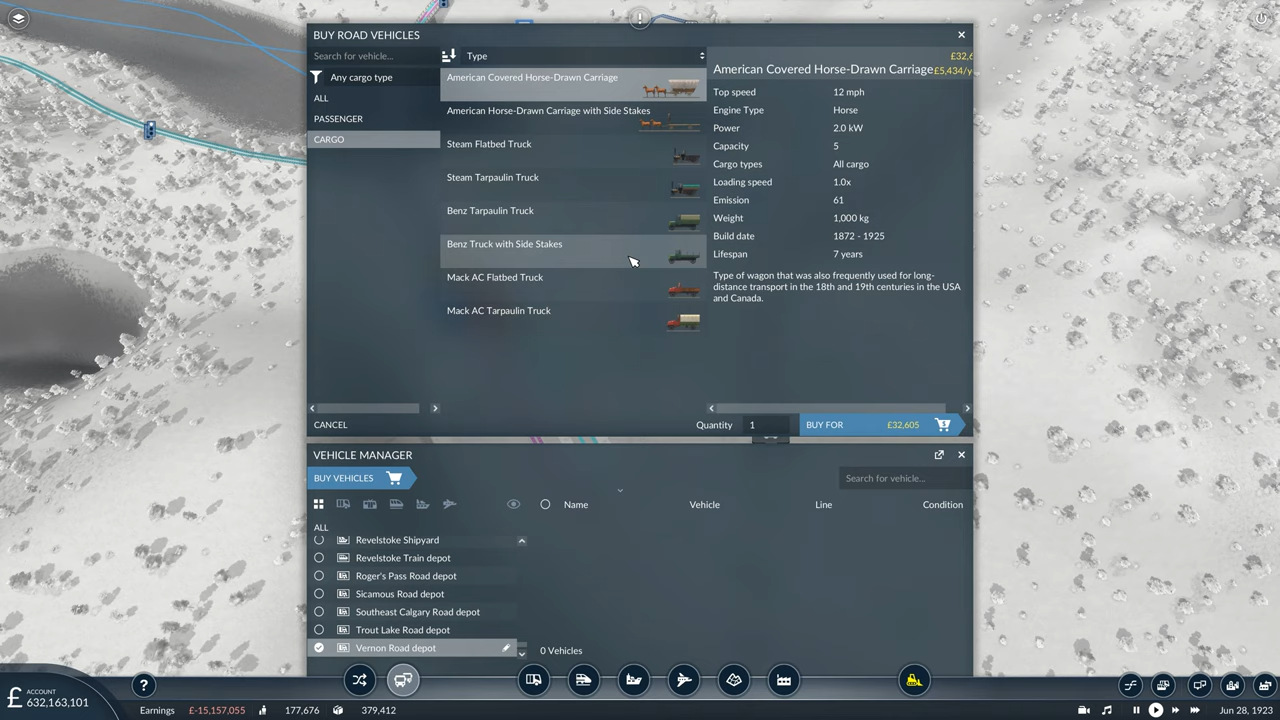 BUY ROAD VEHICLES
Search for vehicle...
Type
£32,6
Any cargo type
ALL
PASSENGER
CARGO
American Covered Horse-Drawn Carriage
American Horse-Drawn Carriage with Side Stakes
Steam Flatbed Truck
Steam Tarpaulin Truck
Benz Tarpaulin Truck
Benz Truck with Side Stakes
Mack AC Flatbed Truck
Mack AC Tarpaulin Truck
American Covered Horse-Drawn Carriage £5,434/y
Top speed 12 mph
Engine Type Horse
Power 2.0 kW
Capacity 5
Cargo types All cargo
Loading speed 1.0x
Emission 61
Weight 1,000 kg
Build date 1872 - 1925
Lifespan 7 years
Type of wagon that was also frequently used for long-
distance transport in the 18th and 19th centuries in the USA
and Canada.
CANCEL
Quantity 1
BUY FOR £32,605
VEHICLE MANAGER
BUY VEHICLES
Search for vehicle...
Name Vehicle Line Condition
ALL
Revelstoke Shipyard
Revelstoke Train depot
Roger's Pass Road depot
Sicamous Road depot
Southeast Calgary Road depot
Trout Lake Road depot
Vernon Road depot
0 Vehicles
£ ACCOUNT
632,163,101
?
Earnings £-15,157,055 177,676 379,412
Jun 28, 1923